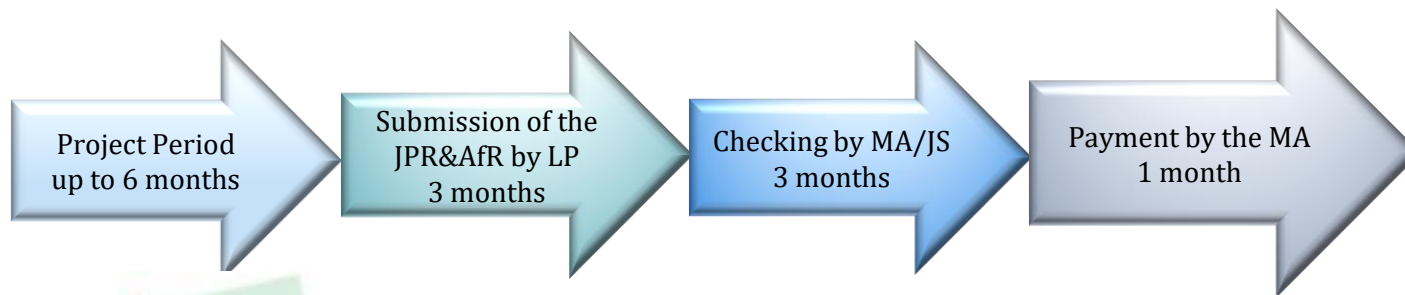 Project Period
up to 6 months
Submission of the
JPR&AfR by LP
3 months
Checking by MA/JS
3 months
Payment by the MA
1 month